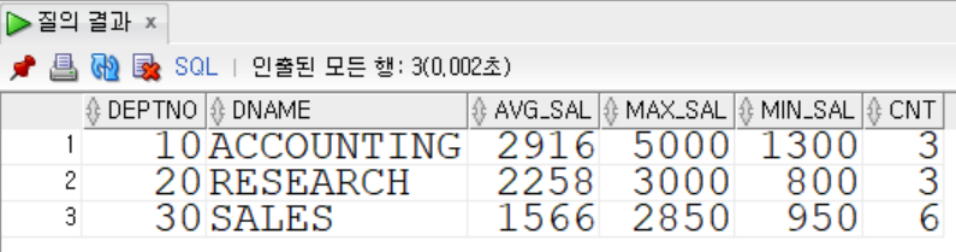 질의 결과 x
SQL | 인출된 모든 행: 3(0,002초)
DEPTNO DNAME AVG_SAL MAX_SAL MIN_SAL CNT
1 10 ACCOUNTING 2916 5000 1300 3
2 20 RESEARCH 2258 3000 800 3
3 30 SALES 1566 2850 950 6